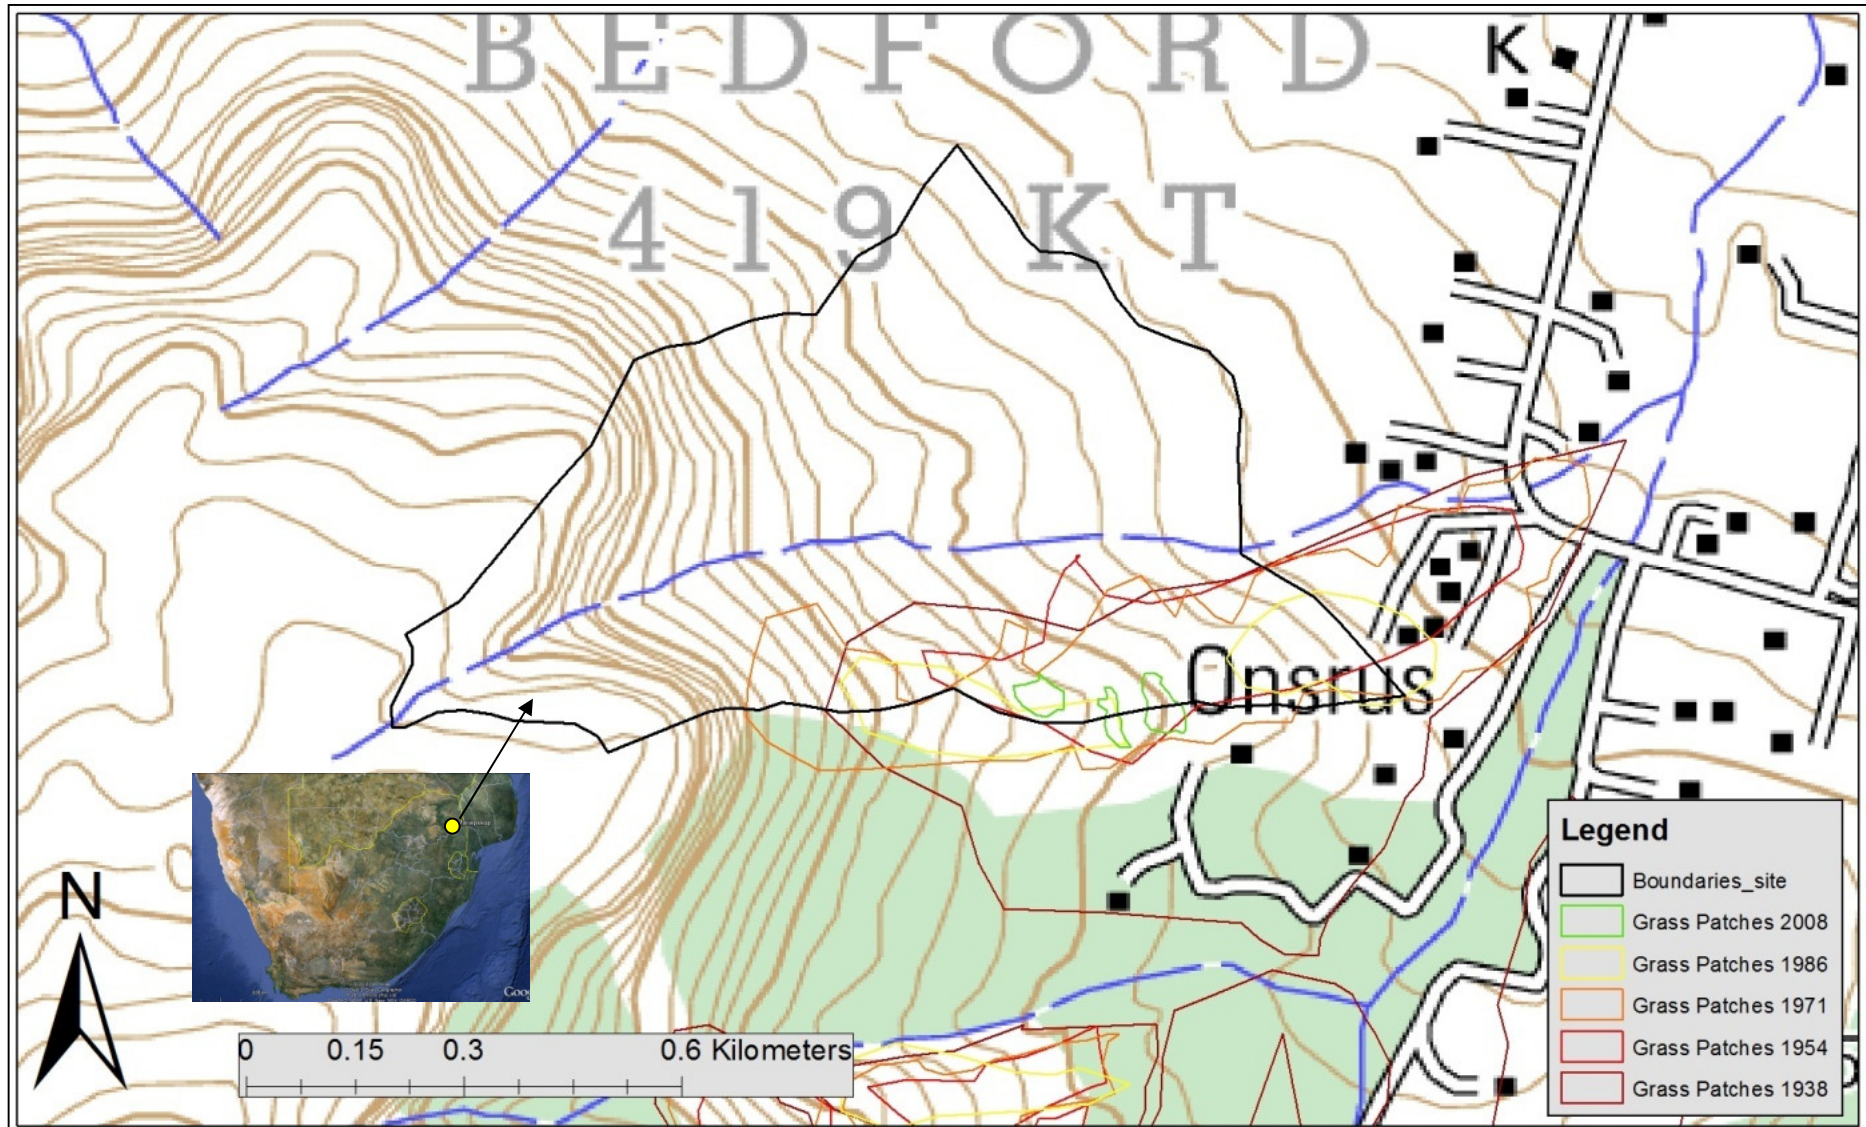 BEDFORD
419 KT
K
Onsrus
N
0 0.15 0.3 0.6 Kilometers
Legend
Boundaries_site
Grass Patches 2008
Grass Patches 1986
Grass Patches 1971
Grass Patches 1954
Grass Patches 1938
Goo